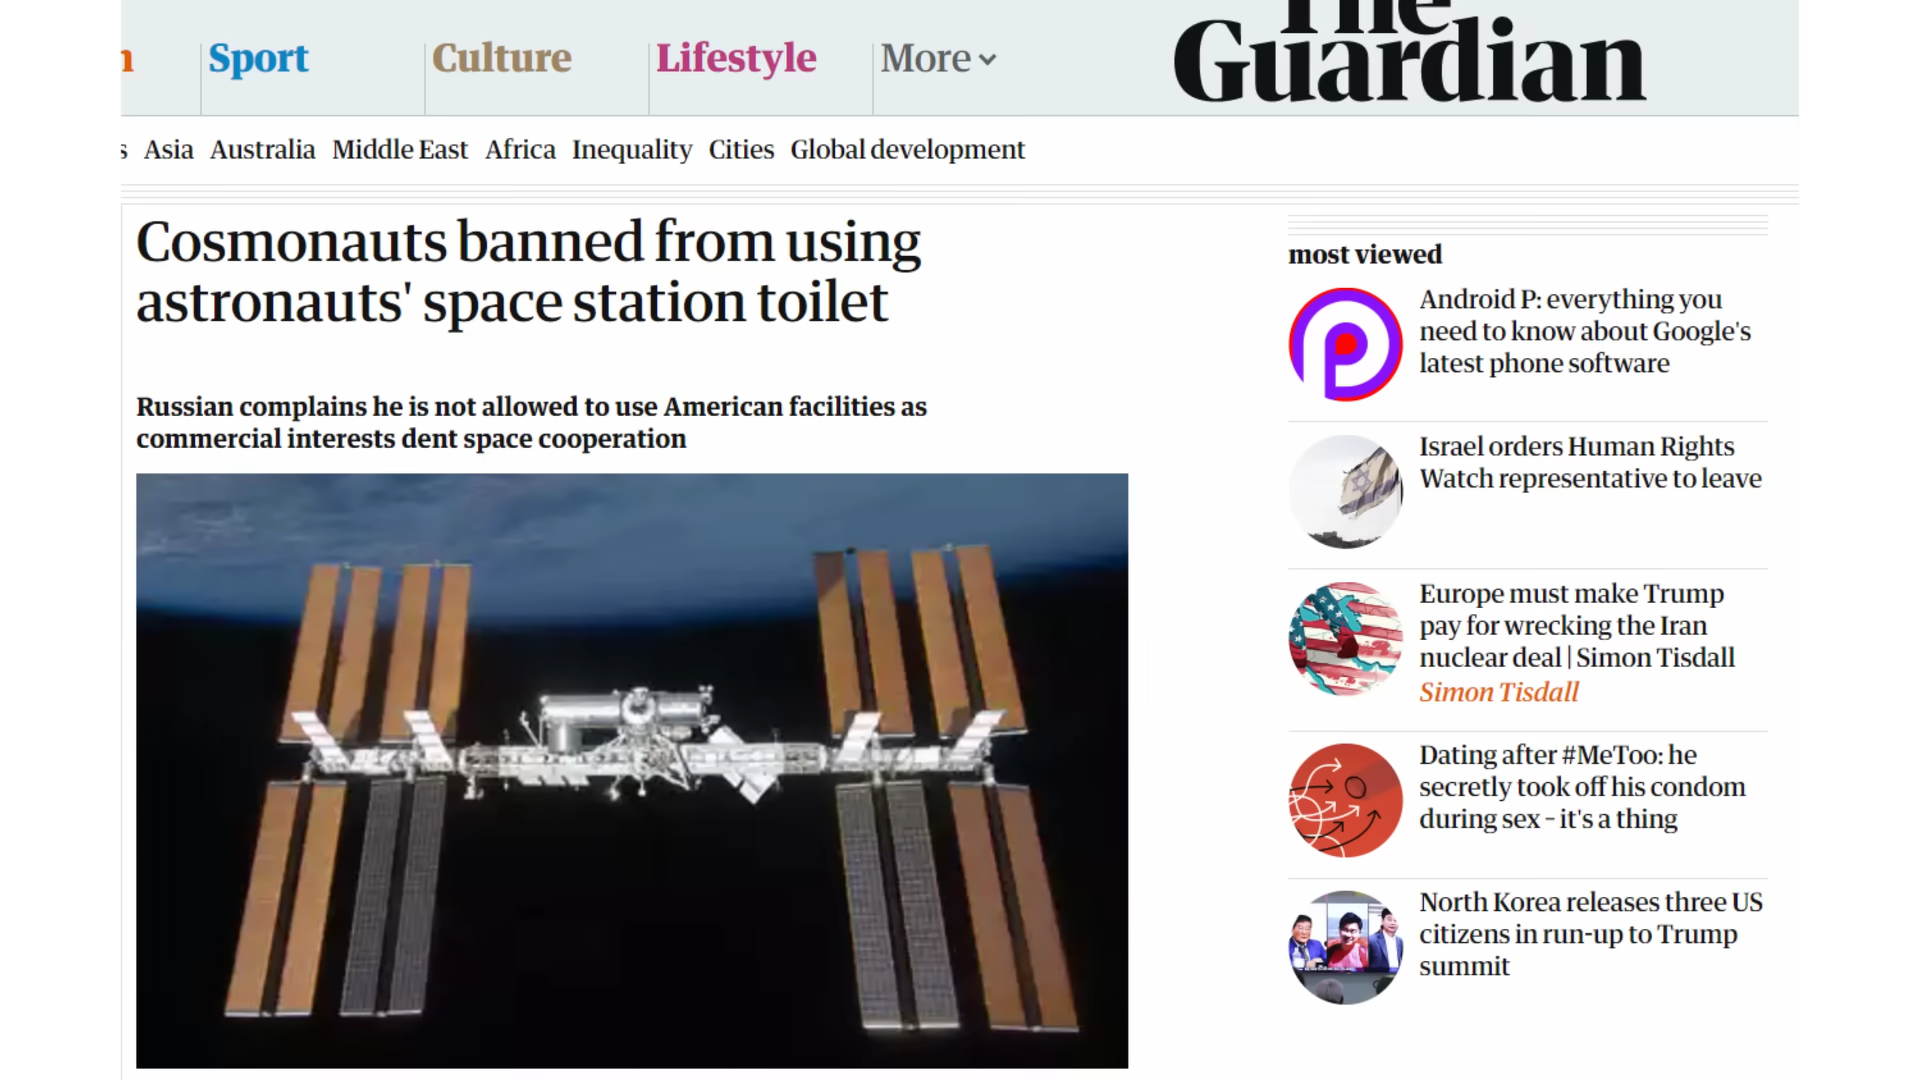 Sport
Culture
Lifestyle
More
The
Guardian
s Asia Australia Middle East Africa Inequality Cities Global development
Cosmonauts banned from using
astronauts' space station toilet
Russian complains he is not allowed to use American facilities as
commercial interests dent space cooperation
most viewed
Android P: everything you
need to know about Google's
latest phone software
Israel orders Human Rights
Watch representative to leave
Europe must make Trump
pay for wrecking the Iran
nuclear deal | Simon Tisdall
Simon Tisdall
Dating after #MeToo: he
secretly took off his condom
during sex – it's a thing
North Korea releases three US
citizens in run-up to Trump
summit